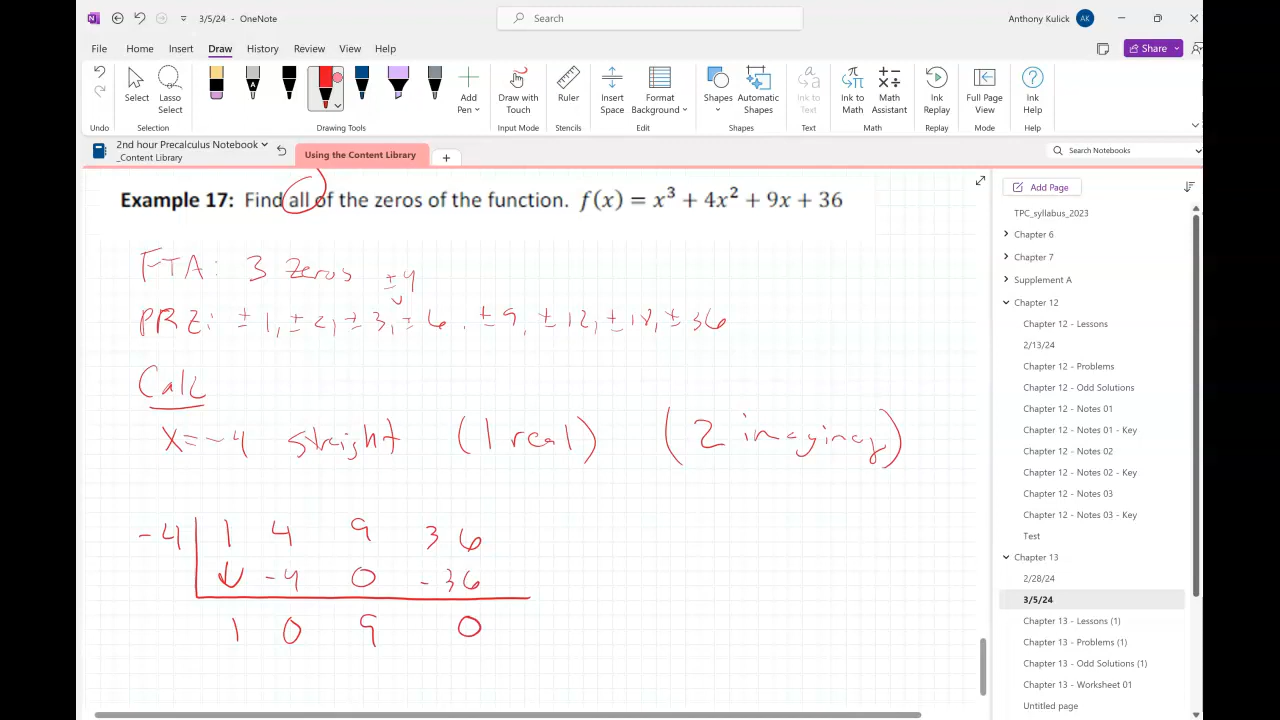 3/5/24 - OneNote
Search
Anthony Kulick
AK
File Home Insert Draw History Review View Help
Share
Select
Lasso Select
Add Pen
Draw with Touch
Ruler
Insert Space
Format Background
Shapes
Automatic Shapes
Ink to Text
Ink to Math
Math Assistant
Ink Replay
Full Page View
Ink Help
Undo
Selection
Drawing Tools
Input Mode
Stencils
Edit
Shapes
Text
Math
Replay
Mode
Help
2nd hour Precalculus Notebook
_Content Library
Using the Content Library
+
Search Notebooks
Example 17: Find all of the zeros of the function. f(x) = x³ + 4x² + 9x + 36
FTA: 3 zeros ±4
PRZ: ±1, ±2, ±3, ±6, ±9, ±12, ±18, ±36
Calc
x=-4 straight (1 real) (2 imaginary)
-4 1 4 9 36
↓ -4 0 -36
1 0 9 0
Add Page
TPC_syllabus_2023
Chapter 6
Chapter 7
Supplement A
Chapter 12
Chapter 12 - Lessons
2/13/24
Chapter 12 - Problems
Chapter 12 - Odd Solutions
Chapter 12 - Notes 01
Chapter 12 - Notes 01 - Key
Chapter 12 - Notes 02
Chapter 12 - Notes 02 - Key
Chapter 12 - Notes 03
Chapter 12 - Notes 03 - Key
Test
Chapter 13
2/28/24
3/5/24
Chapter 13 - Lessons (1)
Chapter 13 - Problems (1)
Chapter 13 - Odd Solutions (1)
Chapter 13 - Worksheet 01
Untitled page